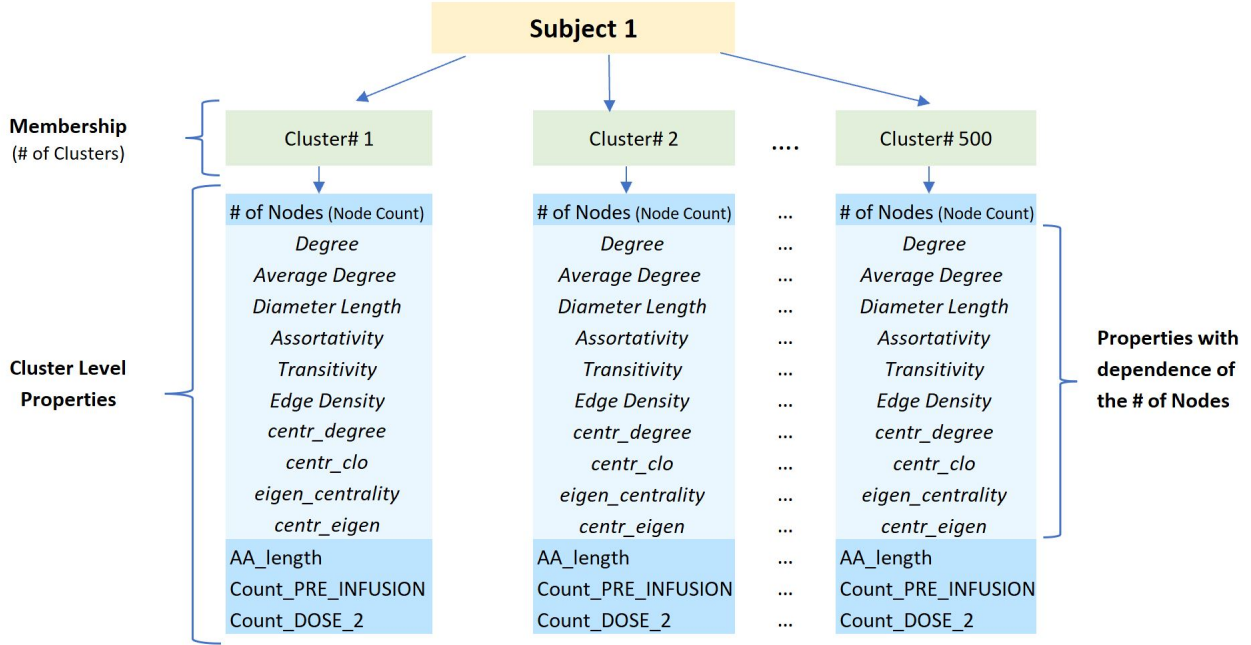 Subject 1
Membership
(# of Clusters)
Cluster# 1
Cluster# 2
....
Cluster# 500
# of Nodes (Node Count)
# of Nodes (Node Count)
...
# of Nodes (Node Count)
Degree
Degree
...
Degree
Average Degree
Average Degree
...
Average Degree
Diameter Length
Diameter Length
...
Diameter Length
Assortativity
Assortativity
...
Assortativity
Transitivity
Transitivity
...
Transitivity
Edge Density
Edge Density
...
Edge Density
centr_degree
centr_degree
...
centr_degree
centr_clo
centr_clo
...
centr_clo
eigen_centrality
eigen_centrality
...
eigen_centrality
centr_eigen
centr_eigen
...
centr_eigen
AA_length
AA_length
...
AA_length
Count_PRE_INFUSION
Count_PRE_INFUSION
...
Count_PRE_INFUSION
Count_DOSE_2
Count_DOSE_2
...
Count_DOSE_2
Cluster Level
Properties
Properties with
dependence of
the # of Nodes